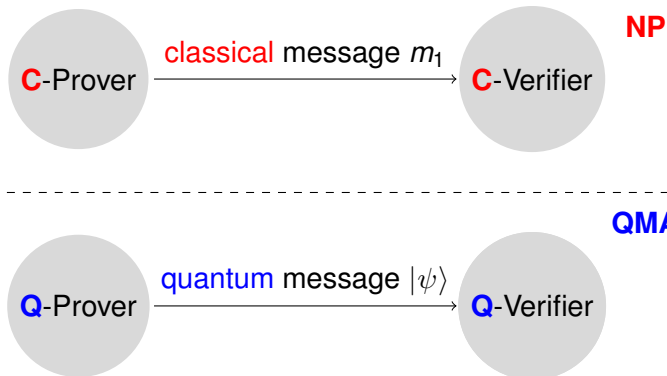 NP
classical message m₁
C-Prover
C-Verifier
QMA
quantum message |ψ⟩
Q-Prover
Q-Verifier